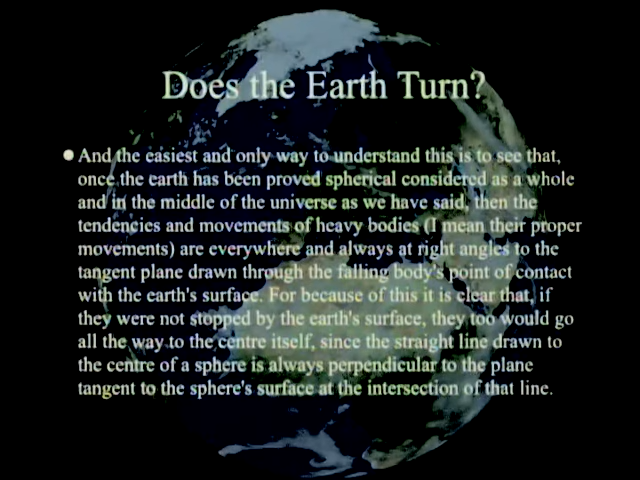 Does the Earth Turn?
• And the easiest and only way to understand this is to see that,
once the earth has been proved spherical considered as a whole
and in the middle of the universe as we have said, then the
tendencies and movements of heavy bodies (I mean their proper
movements) are everywhere and always at right angles to the
tangent plane drawn through the falling body's point of contact
with the earth's surface. For because of this it is clear that, if
they were not stopped by the earth's surface, they too would go
all the way to the centre itself, since the straight line drawn to
the centre of a sphere is always perpendicular to the plane
tangent to the sphere's surface at the intersection of that line.